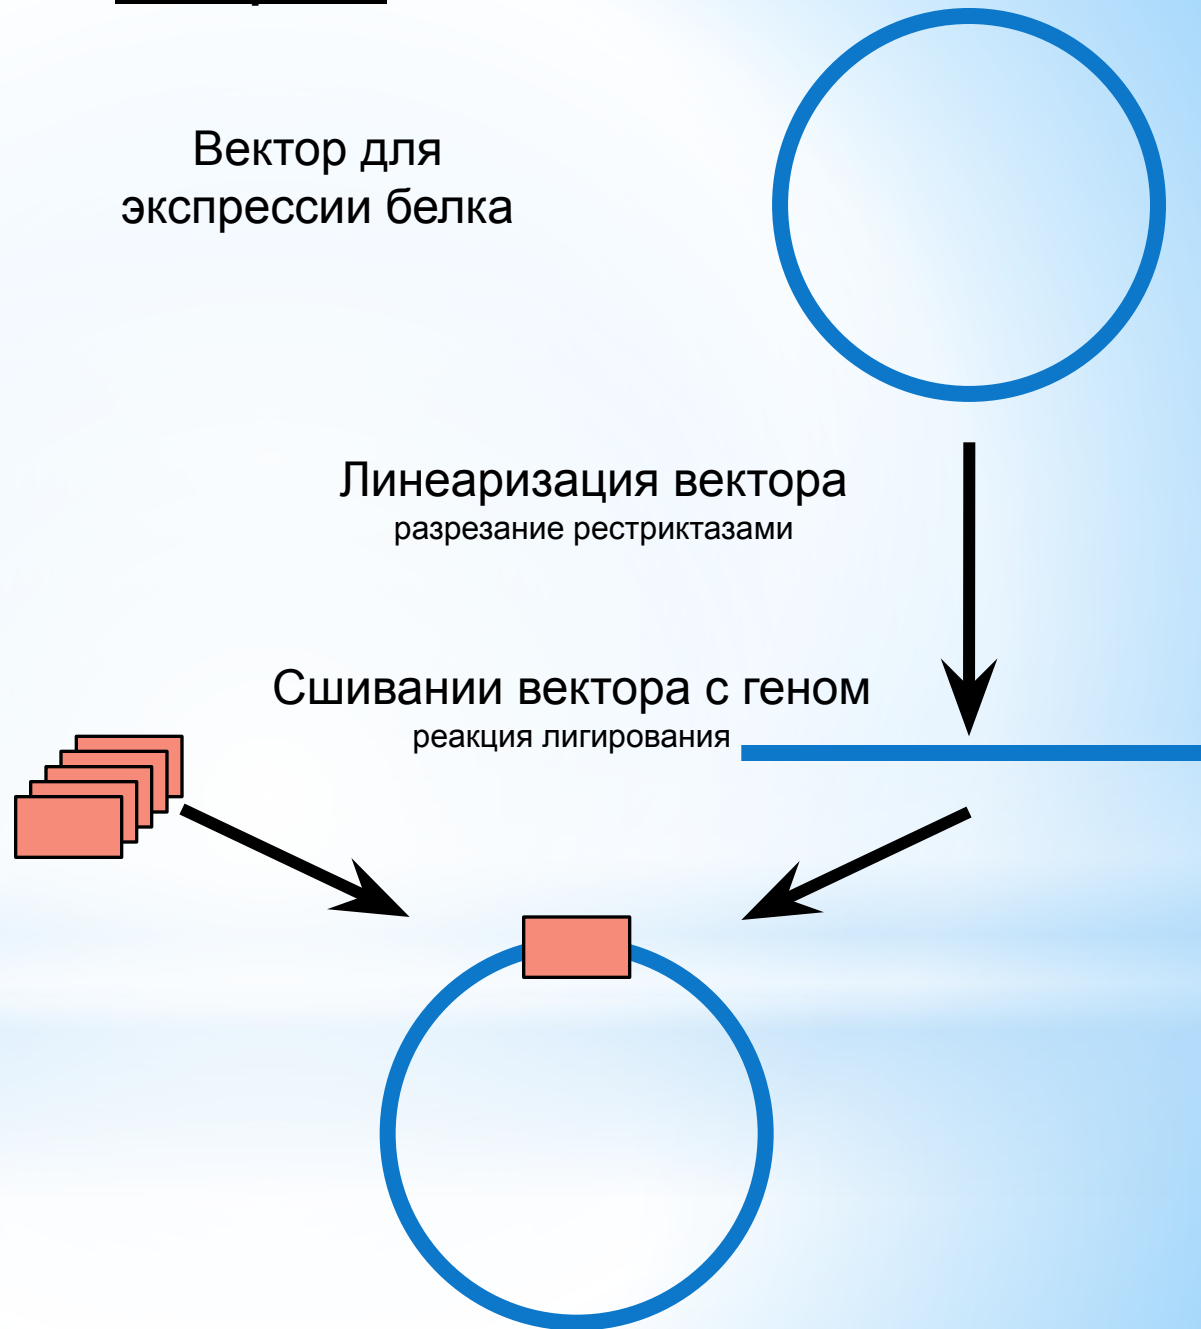 Вектор для
экспрессии белка
Линеаризация вектора
разрезание рестриктазами
Сшивании вектора с геном
реакция лигирования